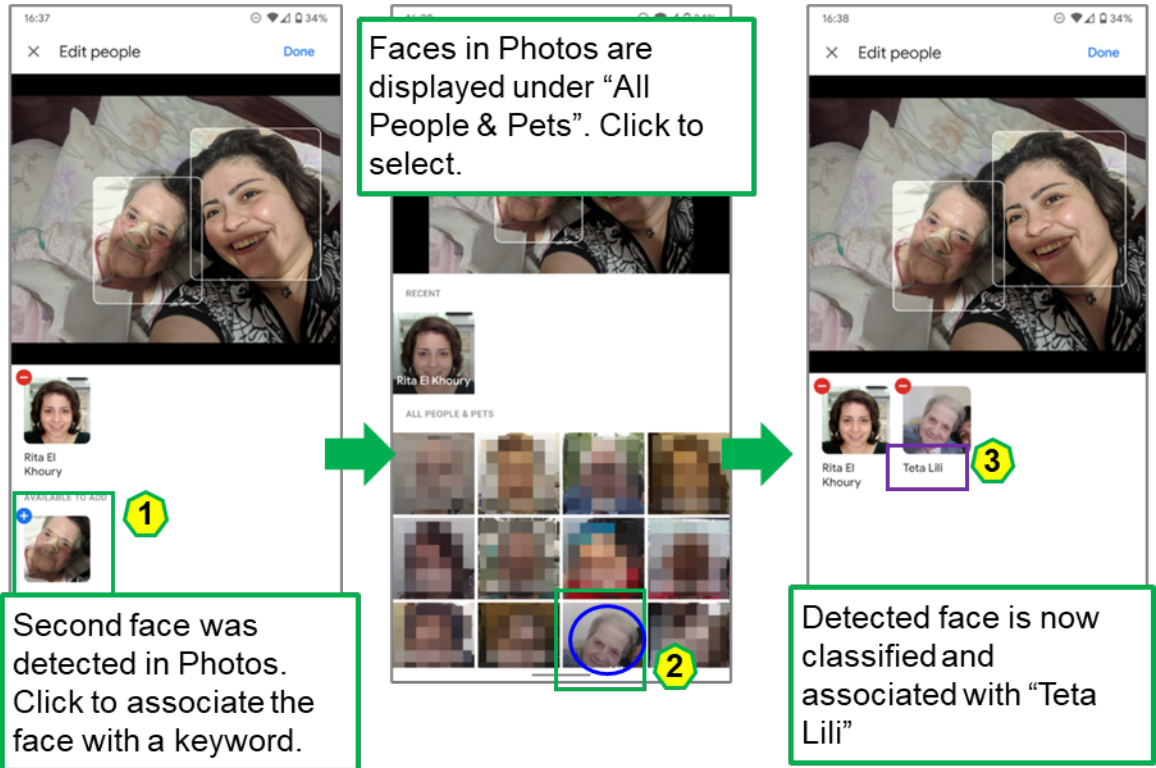 16:37
34%
Edit people
Done
Rita El
Khoury
AVAILABLE TO ADD
1
Second face was
detected in Photos.
Click to associate the
face with a keyword.
Faces in Photos are
displayed under “All
People & Pets”. Click to
select.
RECENT
Rita El Khoury
ALL PEOPLE & PETS
2
16:38
34%
Edit people
Done
Rita El
Khoury
Teta Lili
3
Detected face is now
classified and
associated with “Teta
Lili”